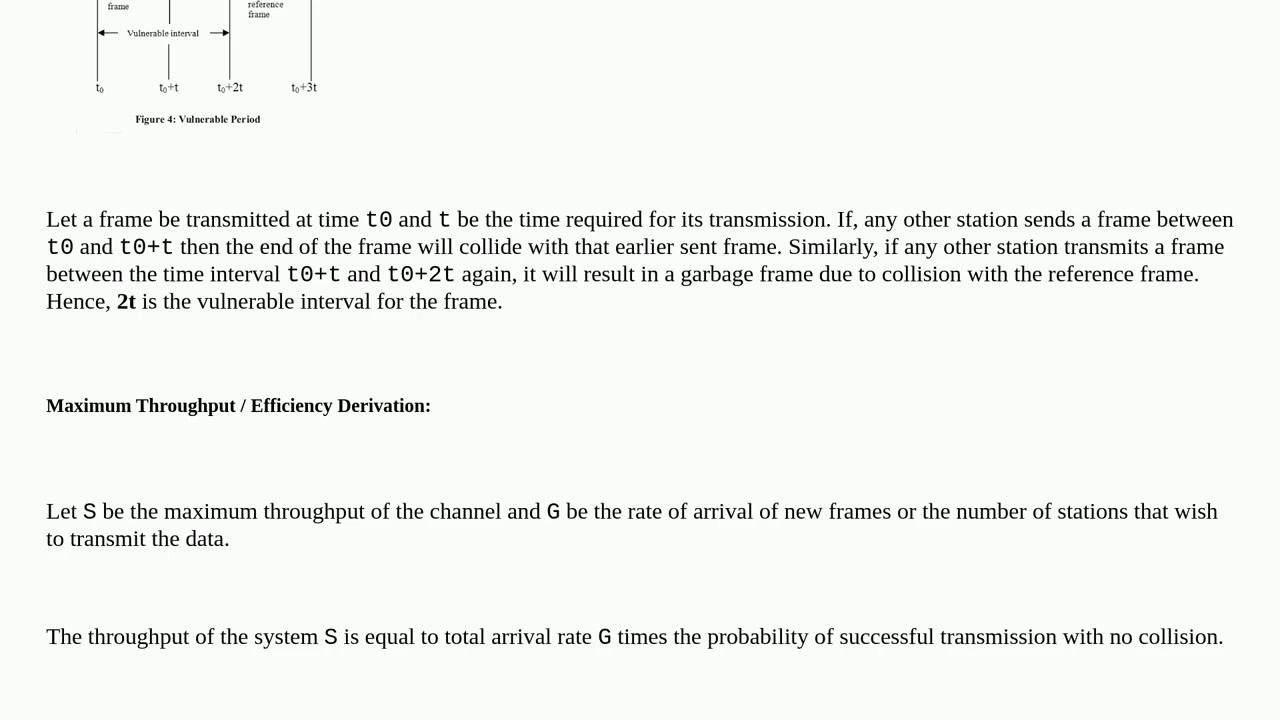 frame
reference
frame
Vulnerable interval
t0
t0+t
t0+2t
t0+3t
Figure 4: Vulnerable Period
Let a frame be transmitted at time t0 and t be the time required for its transmission. If, any other station sends a frame between
t0 and t0+t then the end of the frame will collide with that earlier sent frame. Similarly, if any other station transmits a frame
between the time interval t0+t and t0+2t again, it will result in a garbage frame due to collision with the reference frame.
Hence, 2t is the vulnerable interval for the frame.
Maximum Throughput / Efficiency Derivation:
Let S be the maximum throughput of the channel and G be the rate of arrival of new frames or the number of stations that wish
to transmit the data.
The throughput of the system S is equal to total arrival rate G times the probability of successful transmission with no collision.